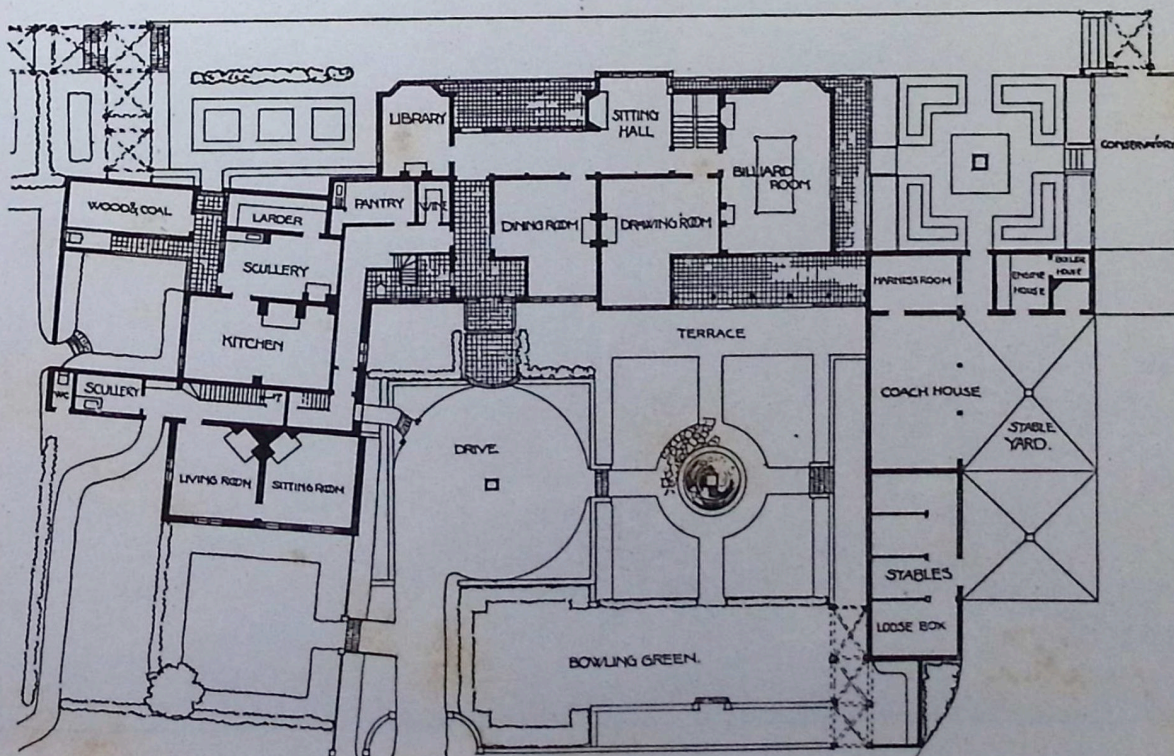 LIBRARY
SITTING
HALL
BILLIARD
ROOM
CONSERVATORY
WOOD & COAL
LARDER
PANTRY
WINE
DINING ROOM
DRAWING ROOM
SCULLERY
HARNESS ROOM
ENGINE
HOUSE
BOILER
HOUSE
KITCHEN
TERRACE
WC
SCULLERY
COACH HOUSE
STABLE
YARD.
DRIVE
LIVING ROOM
SITTING ROOM
STABLES
LOOSE BOX
BOWLING GREEN.